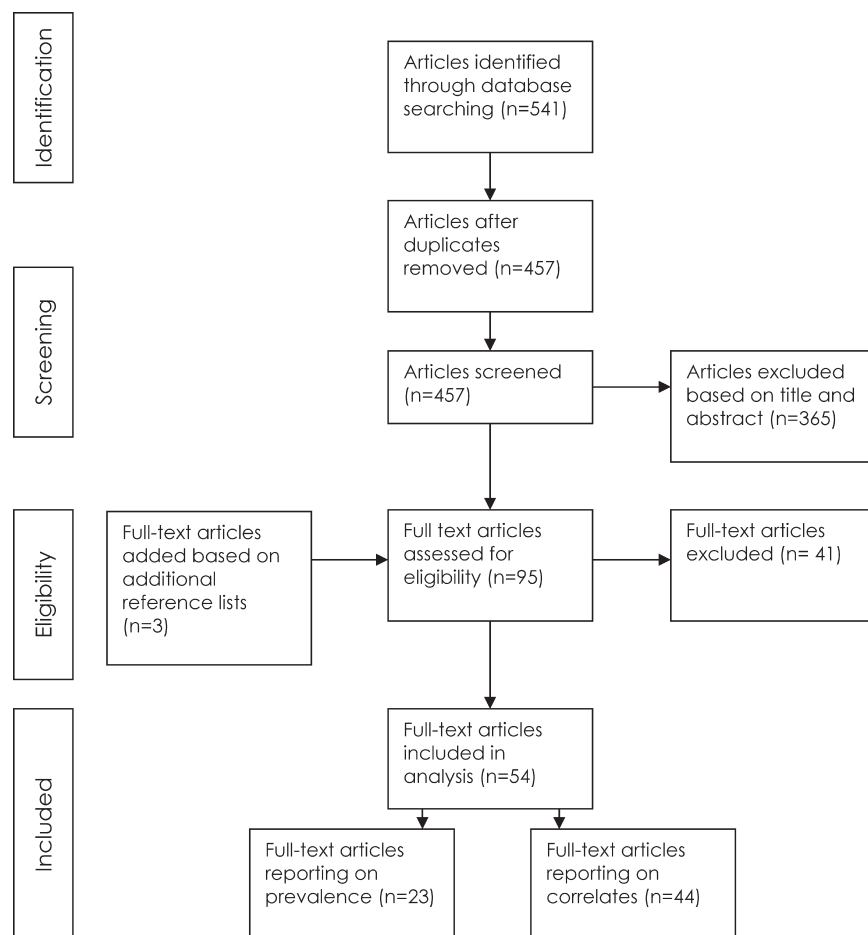 Identification
Articles identified
through database
searching (n=541)
Articles after
duplicates
removed (n=457)
Screening
Articles screened
(n=457)
Articles excluded
based on title and
abstract (n=365)
Eligibility
Full-text articles
added based on
additional
reference lists
(n=3)
Full text articles
assessed for
eligibility (n=95)
Full-text articles
excluded (n= 41)
Included
Full-text articles
included in
analysis (n=54)
Full-text articles
reporting on
prevalence (n=23)
Full-text articles
reporting on
correlates (n=44)